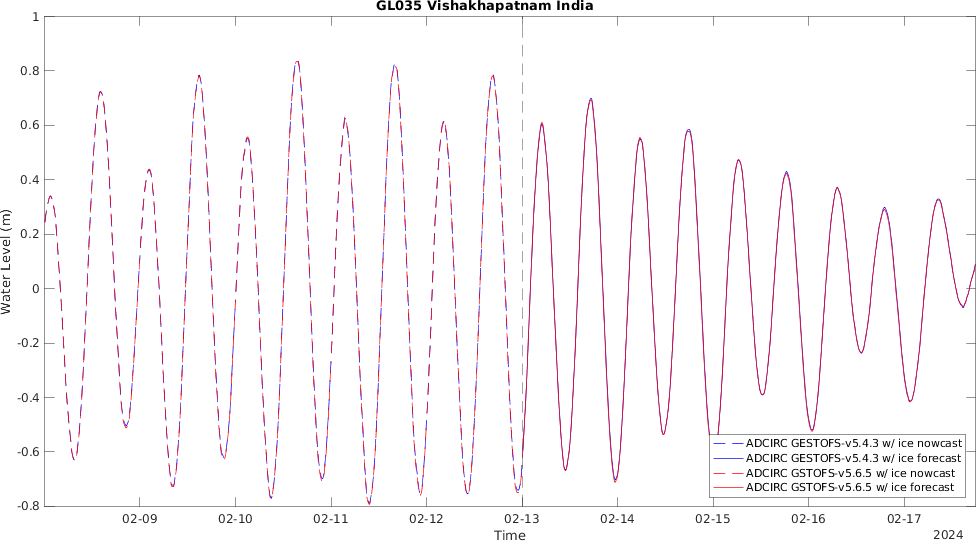 GL035 Vishakhapatnam India
1
0.8
0.6
0.4
0.2
0
-0.2
-0.4
-0.6
-0.8
Water Level (m)
ADCIRC GESTOFS-v5.4.3 w/ ice nowcast
ADCIRC GESTOFS-v5.4.3 w/ ice forecast
ADCIRC GSTOFS-v5.6.5 w/ ice nowcast
ADCIRC GSTOFS-v5.6.5 w/ ice forecast
02-09 02-10 02-11 02-12 02-13 02-14 02-15 02-16 02-17
Time
2024